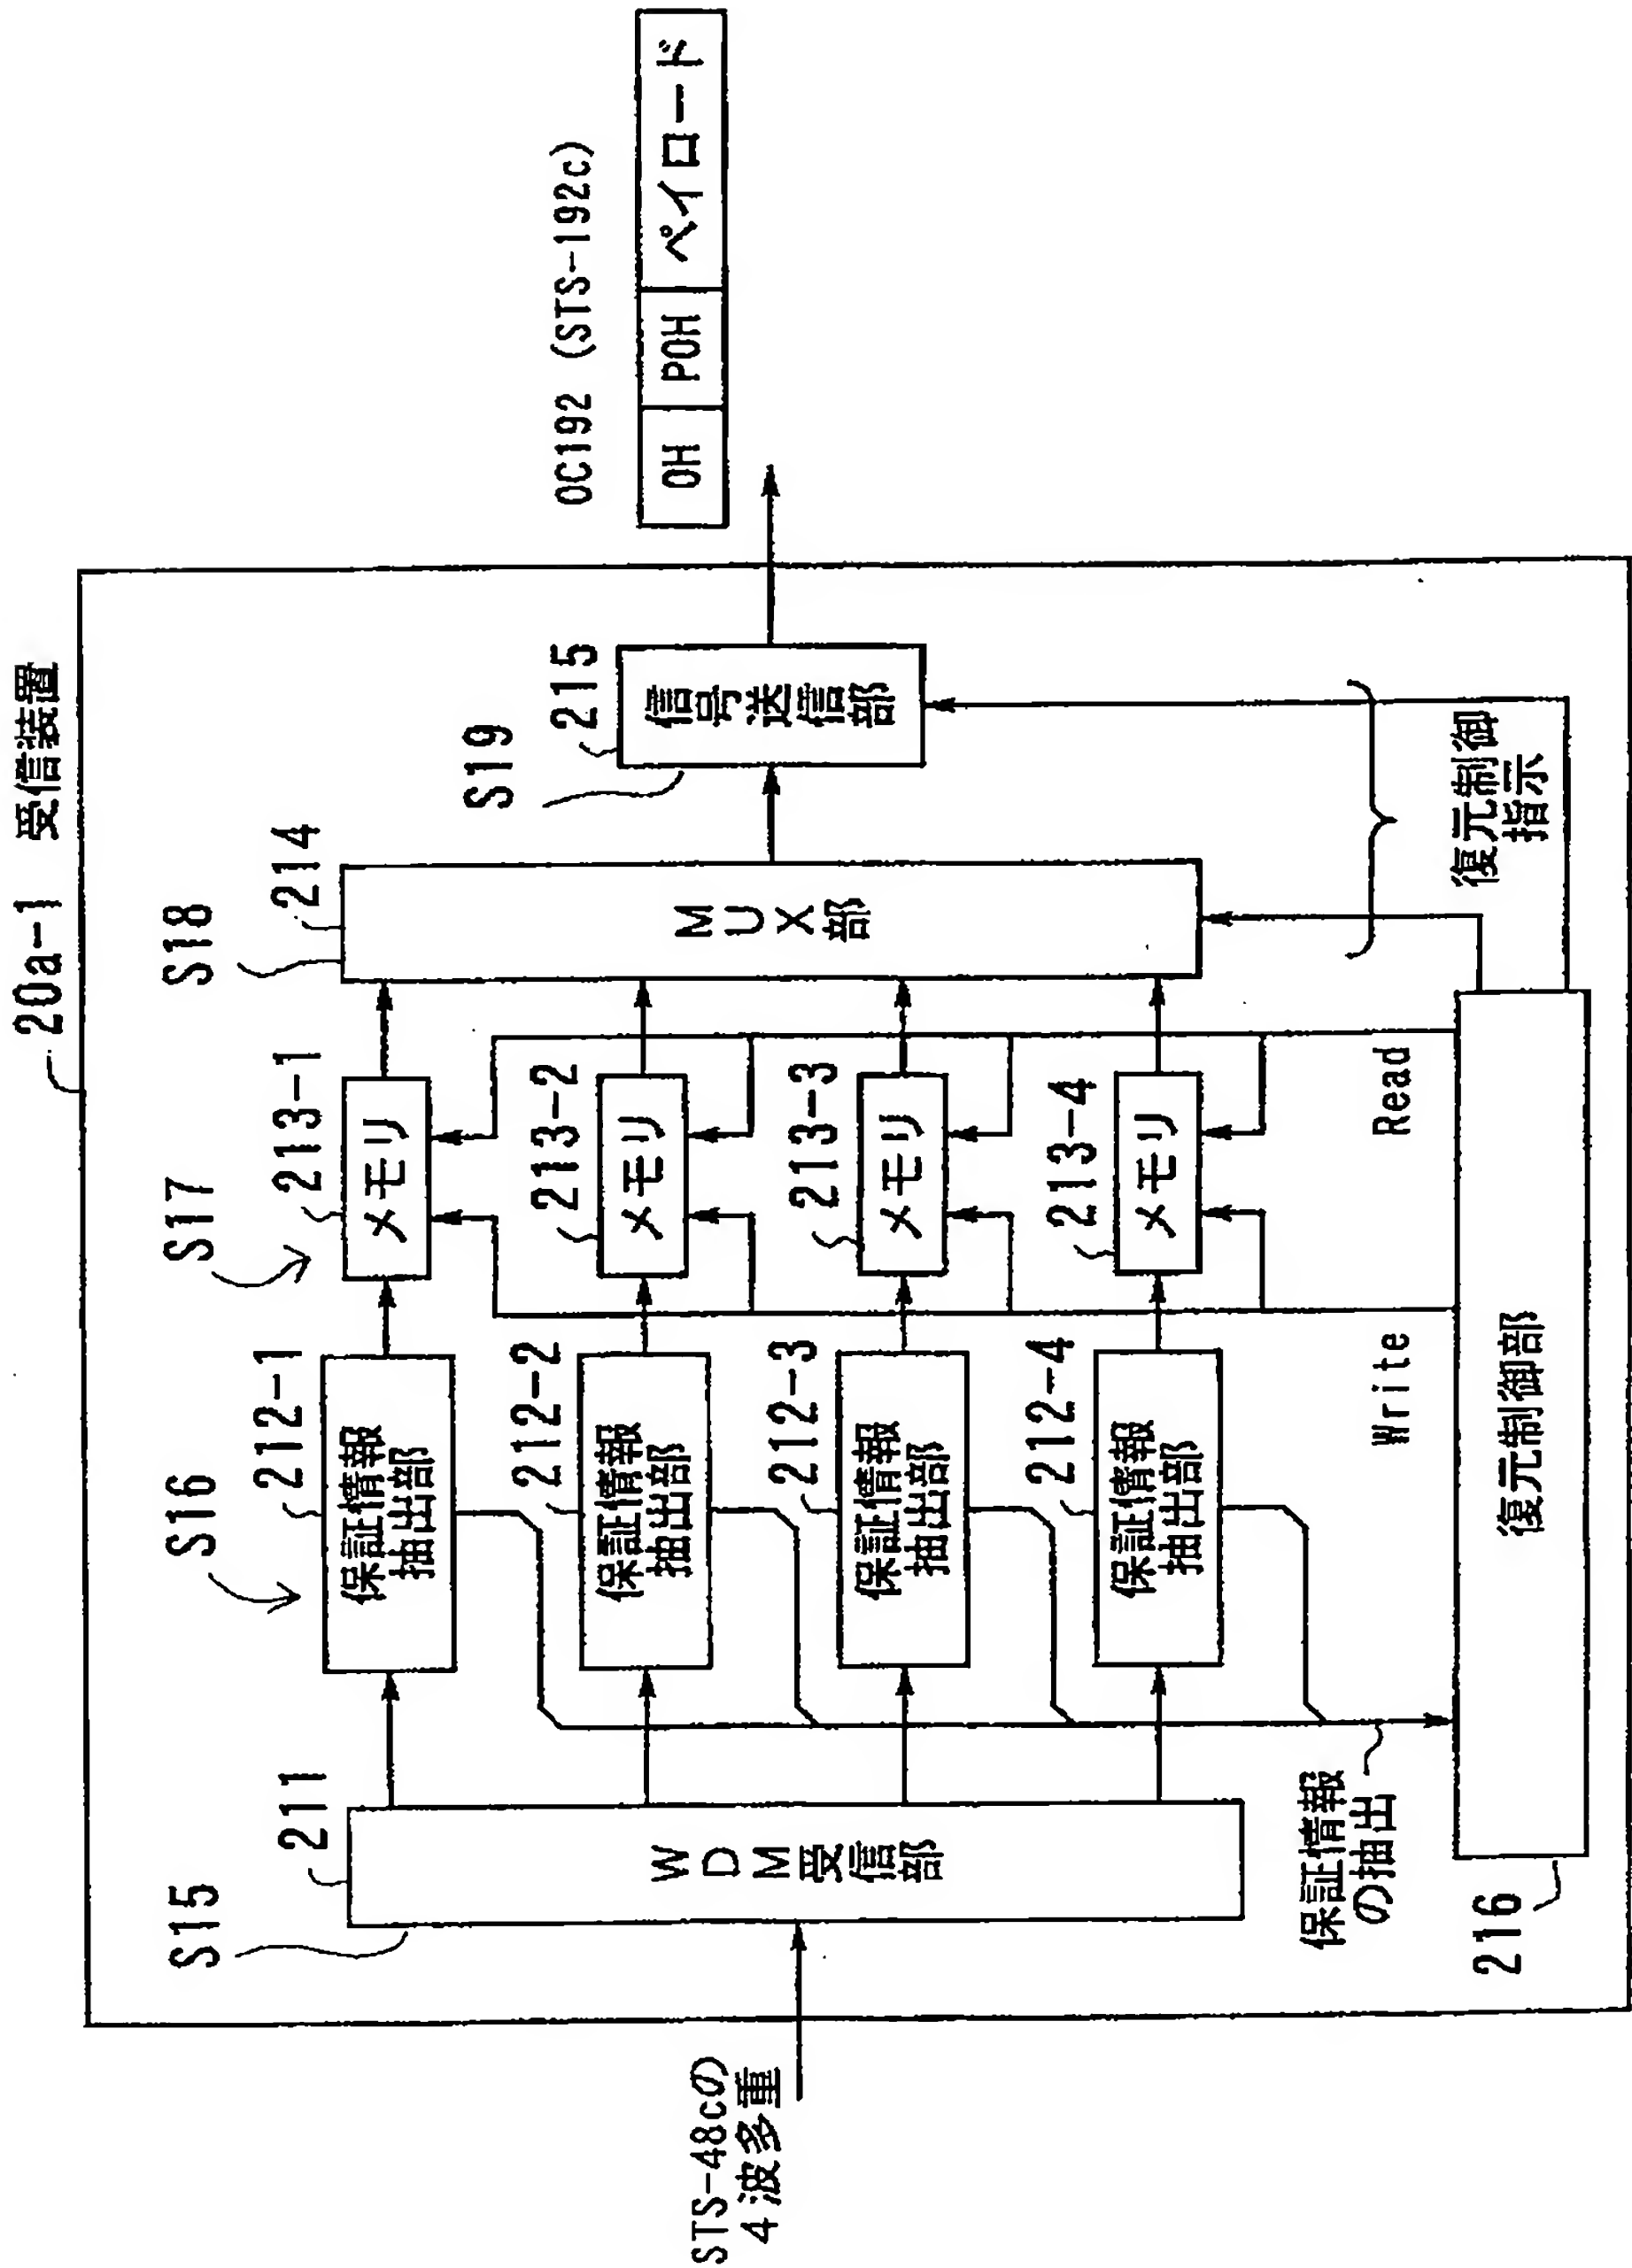 20a-1 受信装置
OC192 (STS-192c)
OH
POH
ペイロード
STS-48cの
4波多重
S15
211
WDM受信部
S16
212-1
保証情報
抽出部
212-2
保証情報
抽出部
212-3
保証情報
抽出部
212-4
保証情報
抽出部
S17
213-1
メモリ
213-2
メモリ
213-3
メモリ
213-4
メモリ
S18
214
MUX部
S19
215
信号送信部
保証情報
の抽出
Write
Read
復元制御
指示
216
復元制御部